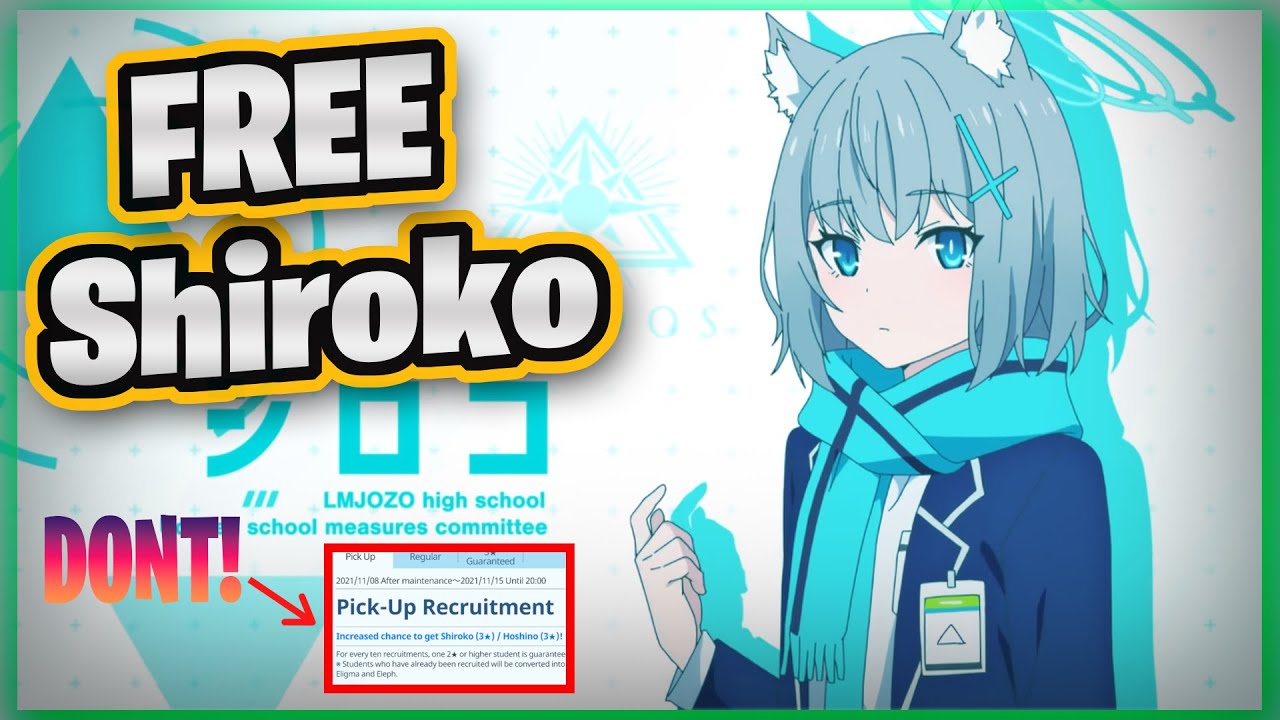 FREE
Shiroko
シロコ
LMJOZO high school
school measures committee
DONT!
Pick Up
Regular
3★
Guaranteed
2021/11/08 After maintenance～2021/11/15 Until 20:00
Pick-Up Recruitment
Increased chance to get Shiroko (3★) / Hoshino (3★)!
For every ten recruitments, one 2★ or higher student is guarantee
Students who have already been recruited will be converted into
Eligma and Eleph.
OS